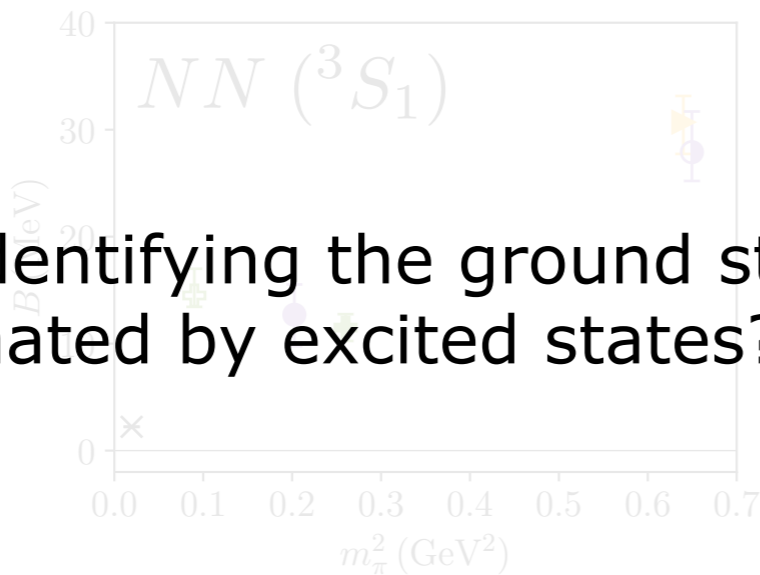 40
NN (³S₁)
30
20
dentifying the ground st
ated by excited states?
0
0.0 0.1 0.2 0.3 0.4 0.5 0.6 0.7
m²π (GeV²)